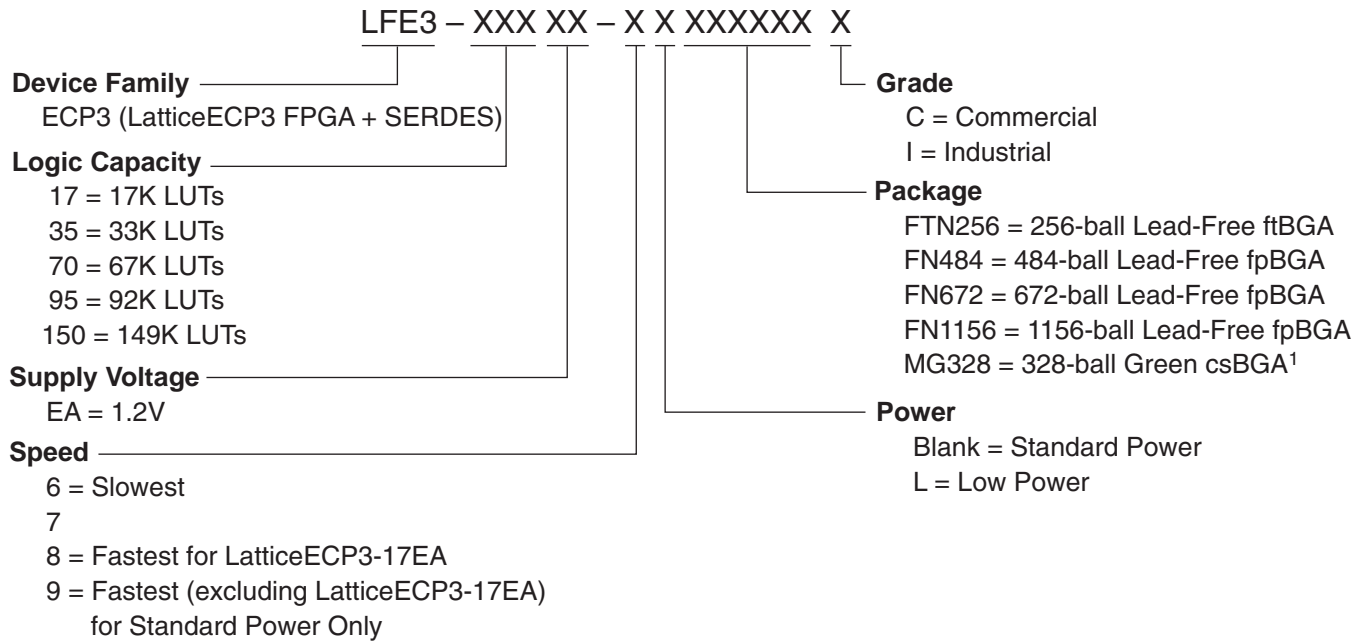 LFE3 – XXX XX – X X XXXXXX X
Device Family
ECP3 (LatticeECP3 FPGA + SERDES)
Logic Capacity
17 = 17K LUTs
35 = 33K LUTs
70 = 67K LUTs
95 = 92K LUTs
150 = 149K LUTs
Supply Voltage
EA = 1.2V
Speed
6 = Slowest
7
8 = Fastest for LatticeECP3-17EA
9 = Fastest (excluding LatticeECP3-17EA)
for Standard Power Only
Grade
C = Commercial
I = Industrial
Package
FTN256 = 256-ball Lead-Free ftBGA
FN484 = 484-ball Lead-Free fpBGA
FN672 = 672-ball Lead-Free fpBGA
FN1156 = 1156-ball Lead-Free fpBGA
MG328 = 328-ball Green csBGA¹
Power
Blank = Standard Power
L = Low Power